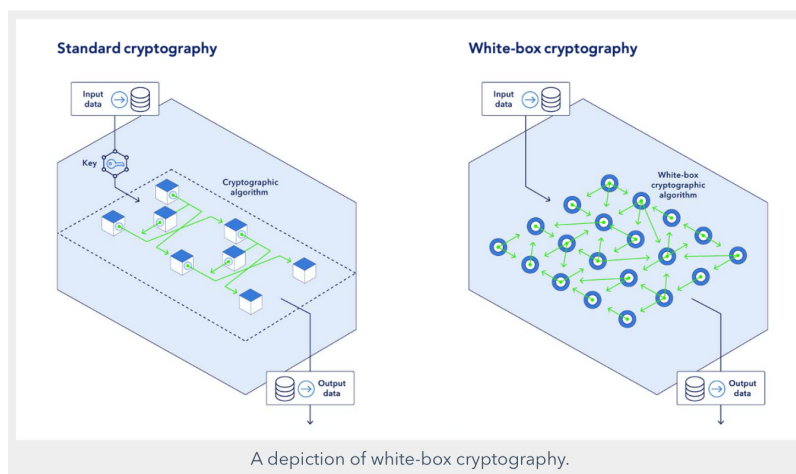 Standard cryptography
Input
data
Key
Cryptographic
algorithm
Output
data
White-box cryptography
Input
data
White-box
cryptographic
algorithm
Output
data
A depiction of white-box cryptography.